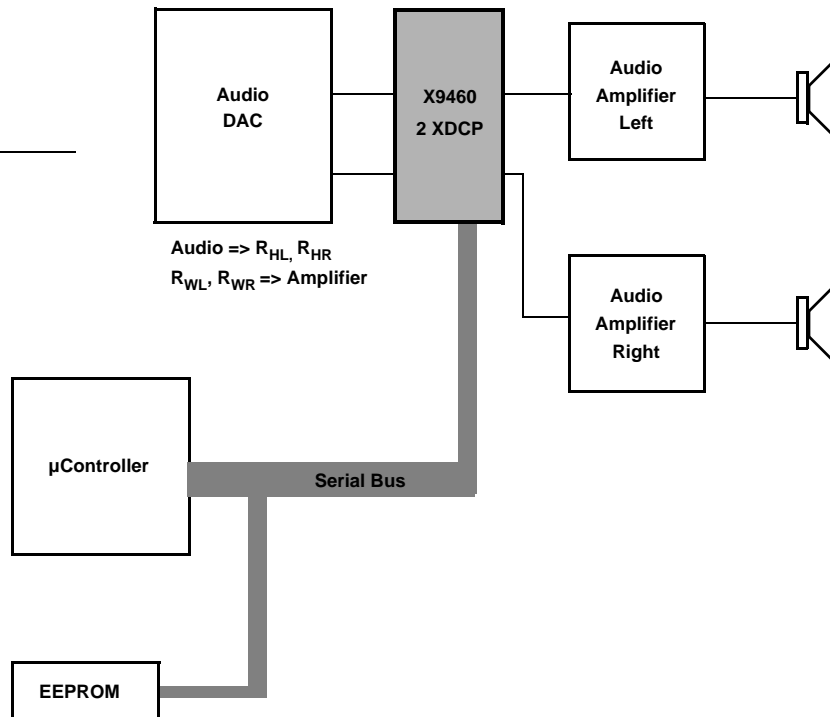 Audio
DAC
X9460
2 XDCP
Audio
Amplifier
Left
Audio => RHL, RHR
RWL, RWR => Amplifier
Audio
Amplifier
Right
µController
Serial Bus
EEPROM